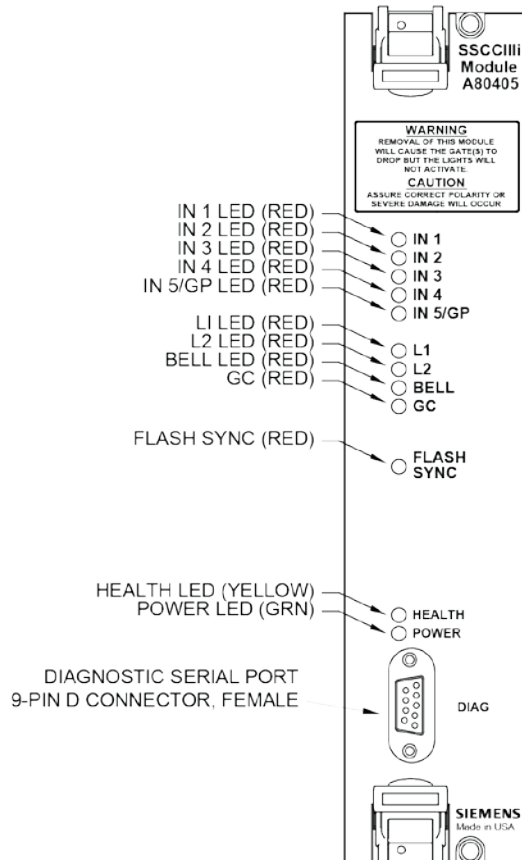 SSCCIIIi
Module
A80405
WARNING
REMOVAL OF THIS MODULE
WILL CAUSE THE GATE(S) TO
DROP BUT THE LIGHTS WILL
NOT ACTIVATE.
CAUTION
ASSURE CORRECT POLARITY OR
SEVERE DAMAGE WILL OCCUR
IN 1 LED (RED)
IN 2 LED (RED)
IN 3 LED (RED)
IN 4 LED (RED)
IN 5/GP LED (RED)
IN 1
IN 2
IN 3
IN 4
IN 5/GP
LI LED (RED)
L2 LED (RED)
BELL LED (RED)
GC (RED)
L1
L2
BELL
GC
FLASH SYNC (RED)
FLASH
SYNC
HEALTH LED (YELLOW)
POWER LED (GRN)
HEALTH
POWER
DIAGNOSTIC SERIAL PORT
9-PIN D CONNECTOR, FEMALE
DIAG
SIEMENS
Made in USA